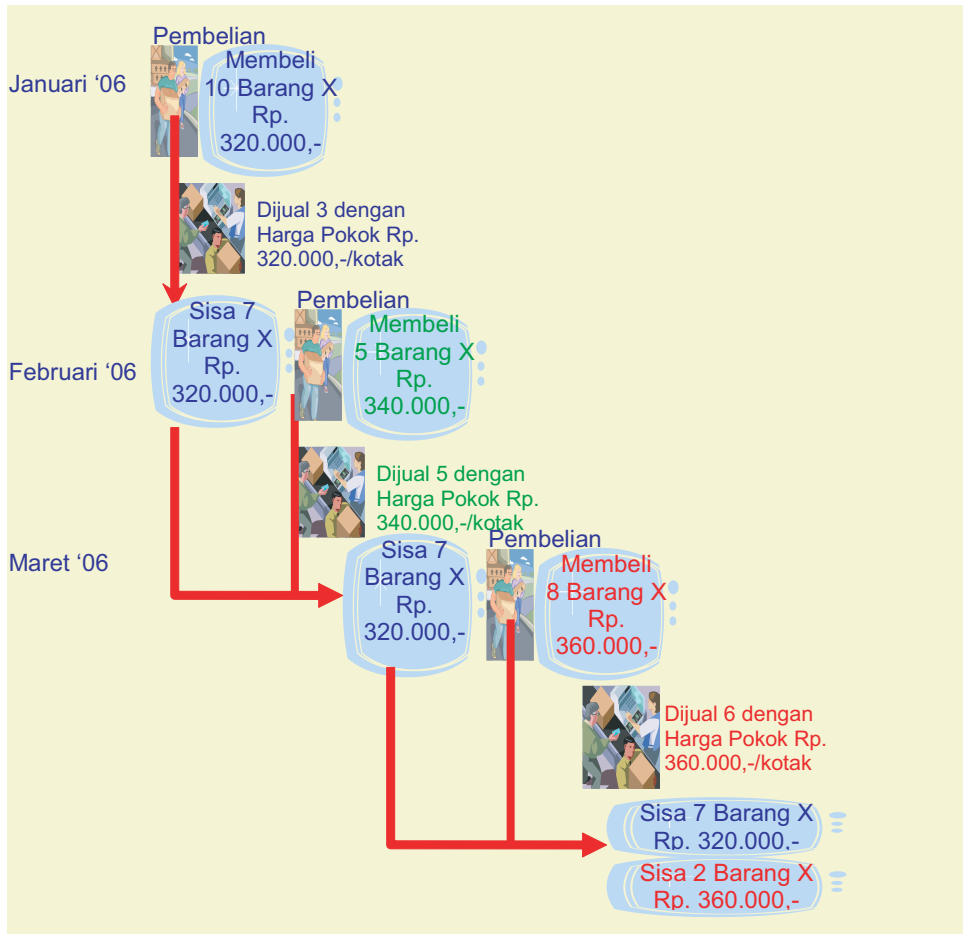 Pembelian
Januari ‘06
Membeli
10 Barang X
Rp.
320.000,-
Dijual 3 dengan
Harga Pokok Rp.
320.000,-/kotak
Februari ‘06
Sisa 7
Barang X
Rp.
320.000,-
Pembelian
Membeli
5 Barang X
Rp.
340.000,-
Dijual 5 dengan
Harga Pokok Rp.
340.000,-/kotak
Maret ‘06
Sisa 7
Barang X
Rp.
320.000,-
Pembelian
Membeli
8 Barang X
Rp.
360.000,-
Dijual 6 dengan
Harga Pokok Rp.
360.000,-/kotak
Sisa 7 Barang X
Rp. 320.000,-
Sisa 2 Barang X
Rp. 360.000,-